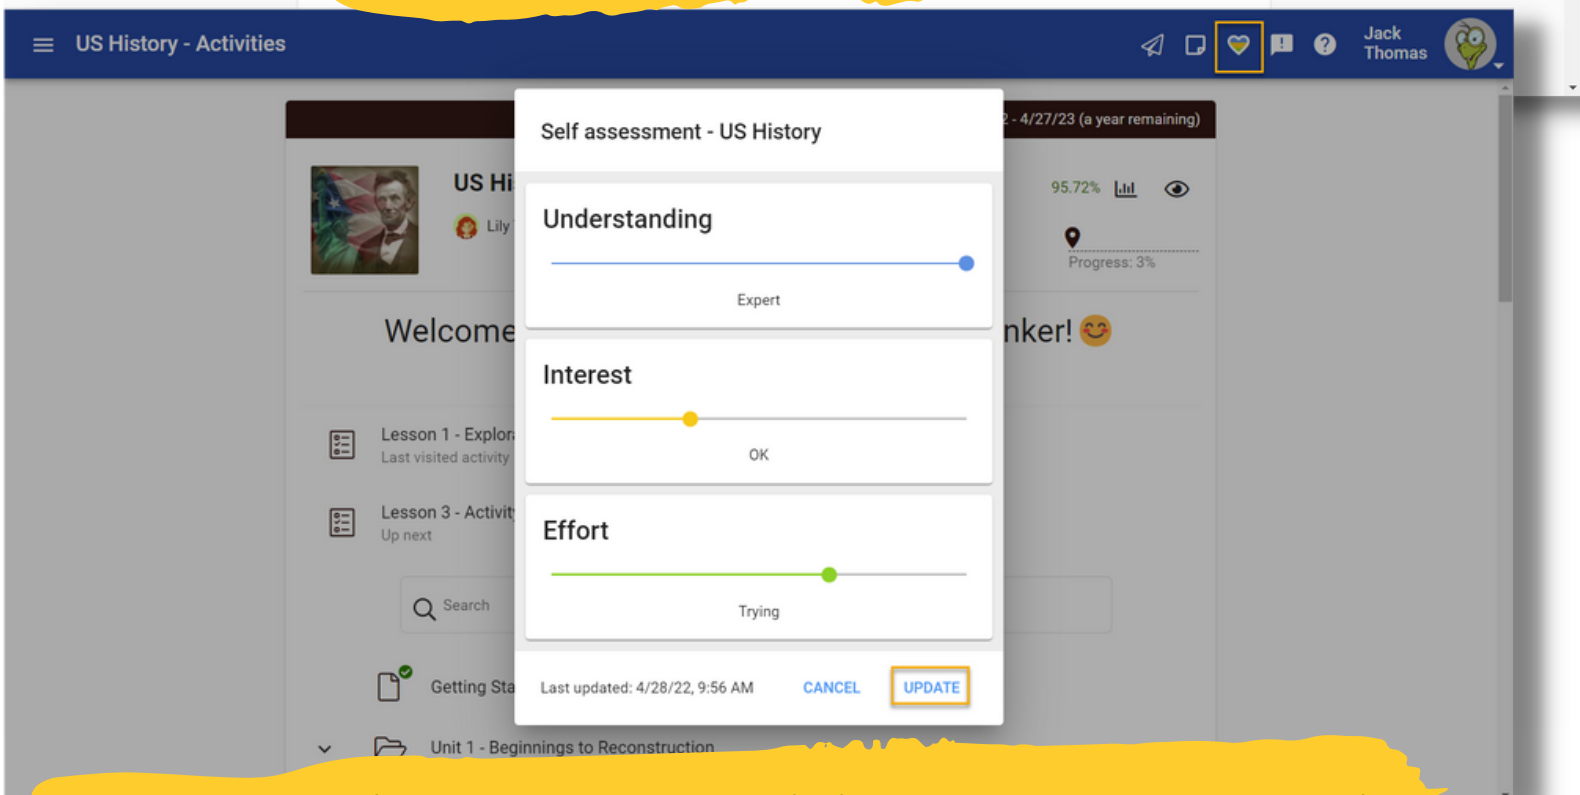 US History - Activities
Jack
Thomas
- 4/27/23 (a year remaining)
Self assessment - US History
US Hi
95.72%
Lily
Understanding
Progress: 3%
Expert
Welcome
nker!
Interest
Lesson 1 - Explor
Last visited activity
OK
Lesson 3 - Activit
Up next
Effort
Search
Trying
Getting Sta
Last updated: 4/28/22, 9:56 AM
CANCEL
UPDATE
Unit 1 - Beginnings to Reconstruction